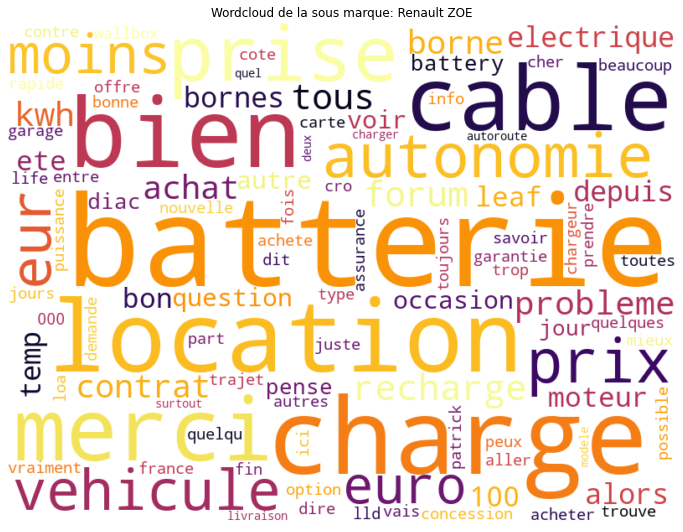 Wordcloud de la sous marque: Renault ZOE
contre wallbox
moins prise
cote
quel
borne electrique
battery cher beaucoup
rapide
offre
bonne
bornes tous
info
cable
kwh
garage
bien
carte voir
charger
autoroute
deux
ete
life entre
diac achat autre
cro
autonomie
forum leaf depuis
eur
puissance
nouvelle
fois
achete
dit
batterie
assurance
toujours
savoir
garantie
trop
chargeur
prendre
toutes
jours
bon question
type
occasion probleme
000
demande
location
part
juste
jour quelques
mieux
temp
prix
loa
contrat trajet
pense
autres
recharge
moteur
surtout
merci
quelqu
ici
charge
patrick
peux
aller
modele
possible
vraiment
france fin
vehicule
option
euro
100
alors
livraison
dire
lld vais concession acheter trouve